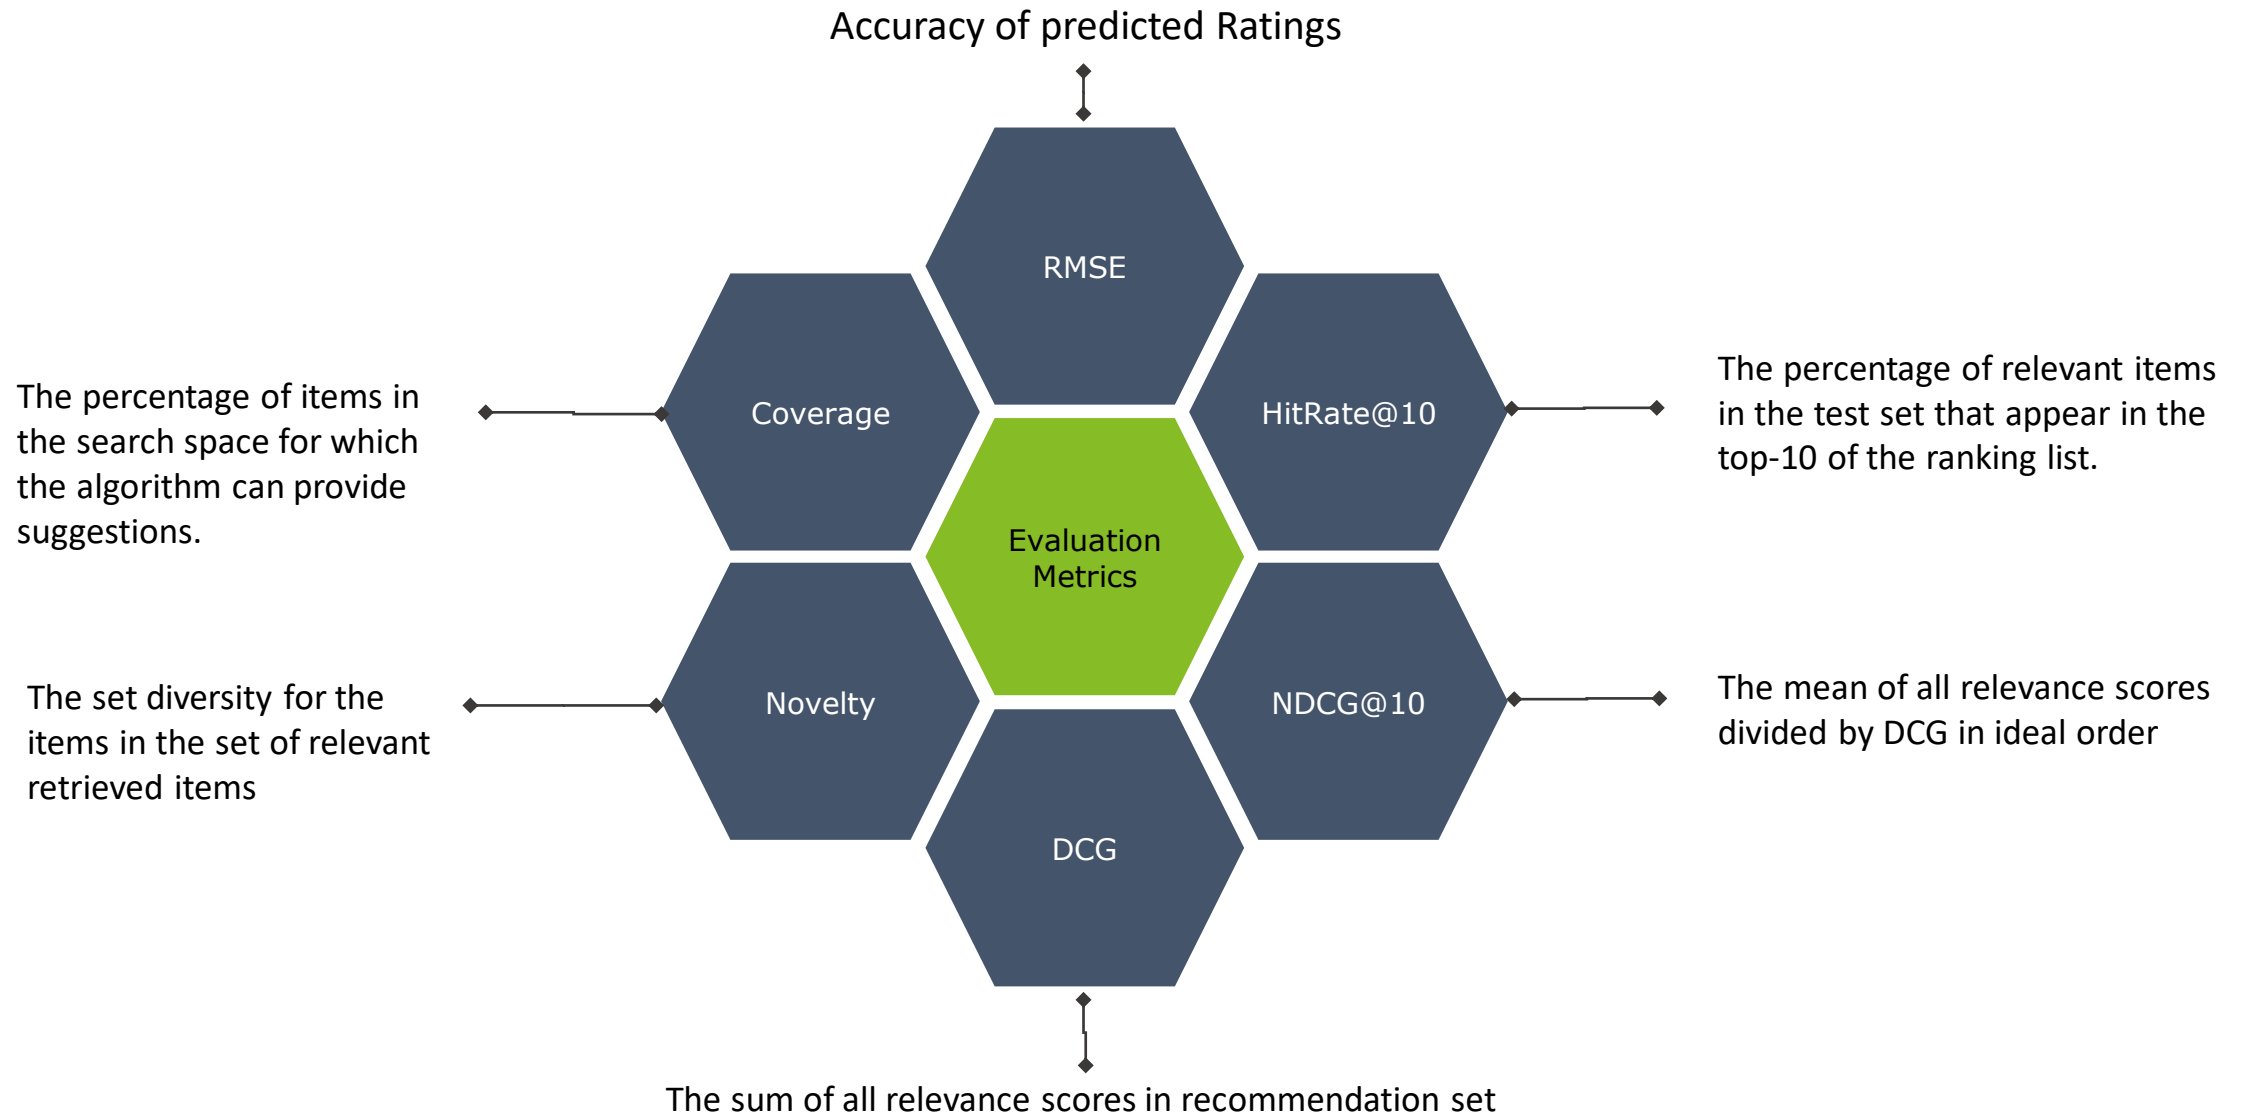 Accuracy of predicted Ratings
RMSE
Coverage
HitRate@10
The percentage of items in
the search space for which
the algorithm can provide
suggestions.
The percentage of relevant items
in the test set that appear in the
top-10 of the ranking list.
Evaluation
Metrics
Novelty
NDCG@10
The set diversity for the
items in the set of relevant
retrieved items
The mean of all relevance scores
divided by DCG in ideal order
DCG
The sum of all relevance scores in recommendation set